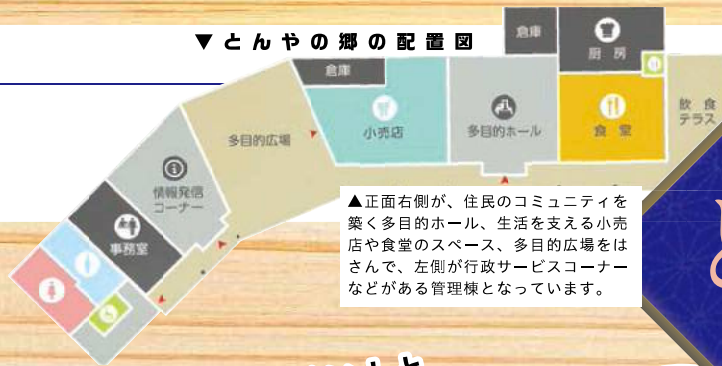 ▼とんやの郷の配置図
倉庫
厨房
倉庫
小売店
多目的ホール
食堂
飲食
テラス
多目的広場
情報発信
コーナー
事務室
▲正面右側が、住民のコミュニティを
築く多目的ホール、生活を支える小売
店や食堂のスペース、多目的広場をは
さんで、左側が行政サービスコーナー
などがある管理棟となっています。